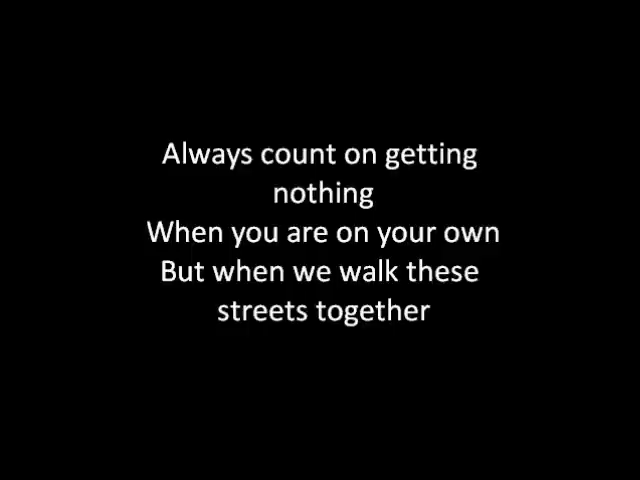 Always count on getting
nothing
When you are on your own
But when we walk these
streets together